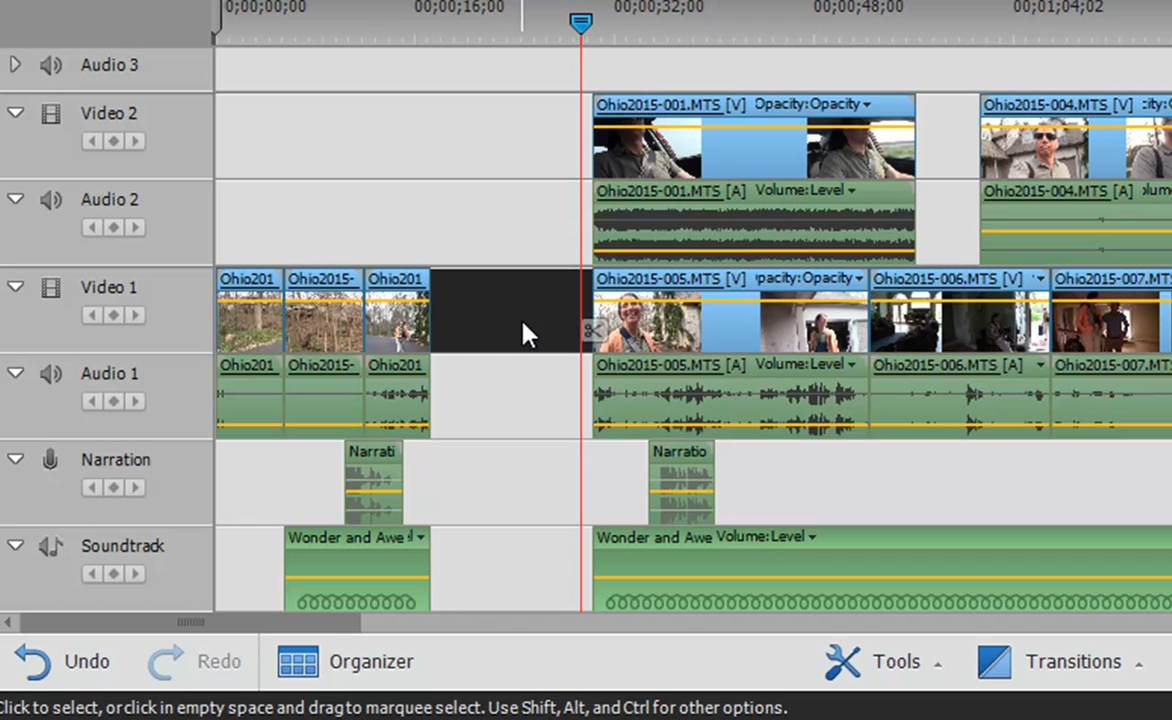 0;00;00;00 00;00;16;00 00;00;32;00 00;00;48;00 00;01;04;02
Audio 3
Video 2
Ohio2015-001.MTS [V] Opacity:Opacity
Ohio2015-004.MTS [V]
Audio 2
Ohio2015-001.MTS [A] Volume:Level
Ohio2015-004.MTS [A]
Video 1
Ohio201 Ohio2015- Ohio201
Ohio2015-005.MTS [V] pacity:Opacity
Ohio2015-006.MTS [V]
Ohio2015-007.MT
Audio 1
Ohio201 Ohio2015- Ohio201
Ohio2015-005.MTS [A] Volume:Level
Ohio2015-006.MTS [A]
Ohio2015-007.MT
Narration
Narrati
Narratio
Soundtrack
Wonder and Awe
Wonder and Awe Volume:Level
Undo Redo Organizer Tools Transitions
Click to select, or click in empty space and drag to marquee select. Use Shift, Alt, and Ctrl for other options.